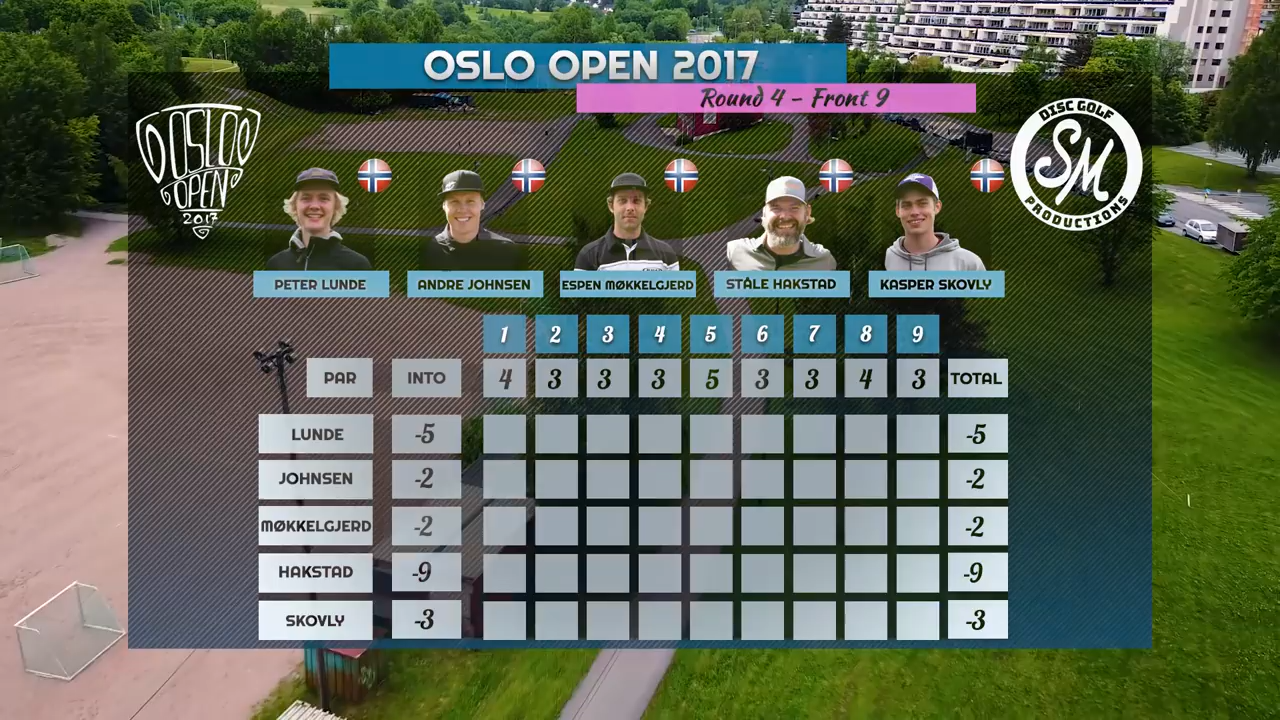 OSLO OPEN 2017
Round 4 - Front 9
OSLO
OPEN
2017
DISC GOLF
SM
PRODUCTIONS
PETER LUNDE ANDRE JOHNSEN ESPEN MØKKELGJERD STÅLE HAKSTAD KASPER SKOVLY
1 2 3 4 5 6 7 8 9
PAR INTO 4 3 3 3 5 3 3 4 3 TOTAL
LUNDE -5 -5
JOHNSEN -2 -2
MØKKELGJERD -2 -2
HAKSTAD -9 -9
SKOVLY -3 -3